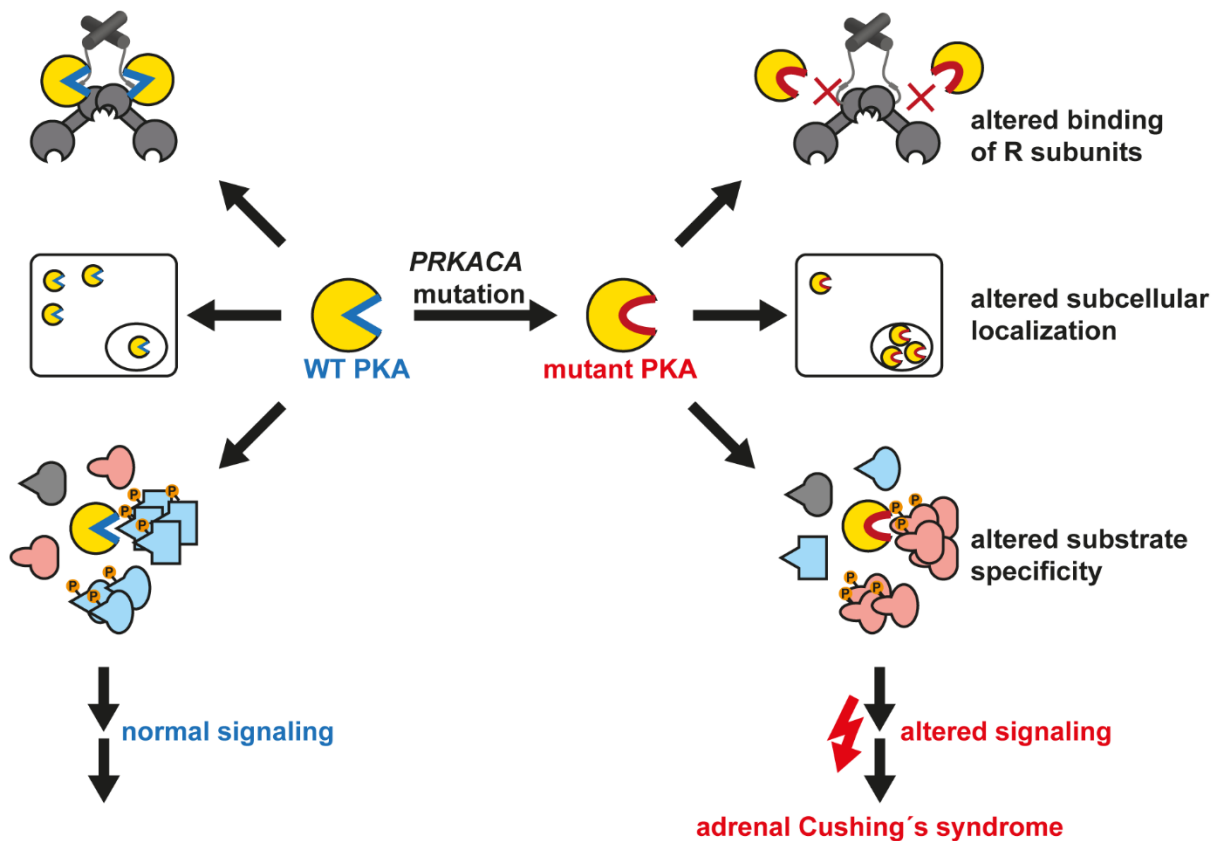 altered binding
of R subunits
PRKACA
mutation
WT PKA
mutant PKA
altered subcellular
localization
P
P
P
P
P
P
P
P
P
P
P
P
P
P
altered substrate
specificity
normal signaling
altered signaling
adrenal Cushing´s syndrome